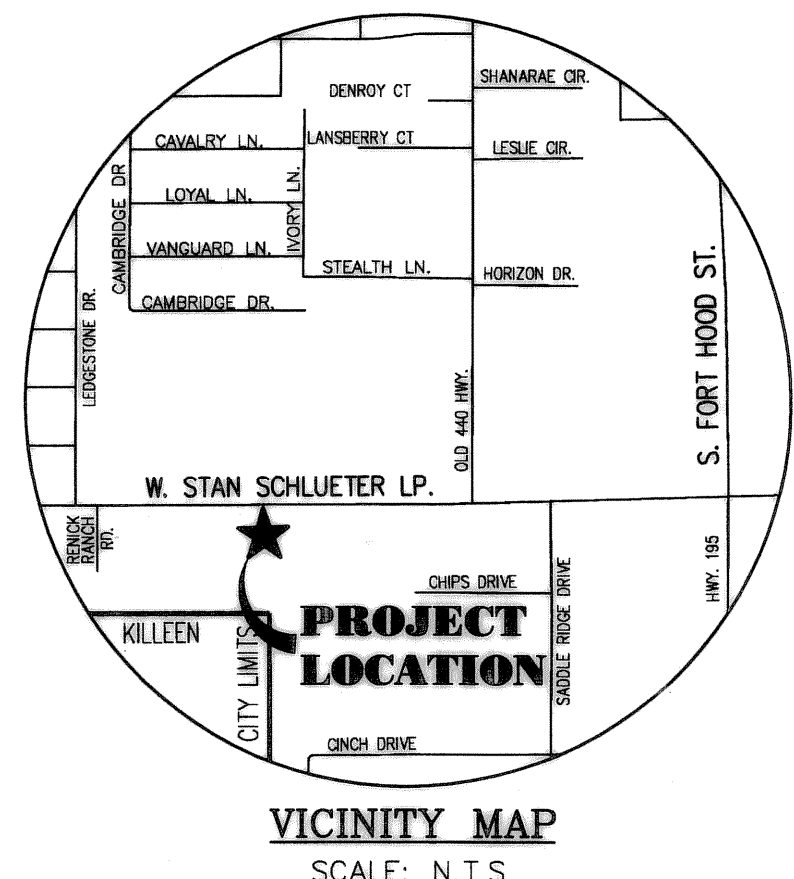 SHANARAE CIR.
DENROY CT
CAVALRY LN.
LANSBERRY CT
LESLIE CIR.
CAMBRIDGE DR
LOYAL LN.
IVORY LN.
VANGUARD LN.
STEALTH LN.
HORIZON DR.
CAMBRIDGE DR.
LEDGESTONE DR.
S. FORT HOOD ST.
OLD 440 HWY.
W. STAN SCHLUETER LP.
RENICK
RANCH
RD.
HWY. 195
CHIPS DRIVE
SADDLE RIDGE DRIVE
KILLEEN
CITY LIMITS
PROJECT
LOCATION
CINCH DRIVE
VICINITY MAP
SCALE: N.T.S